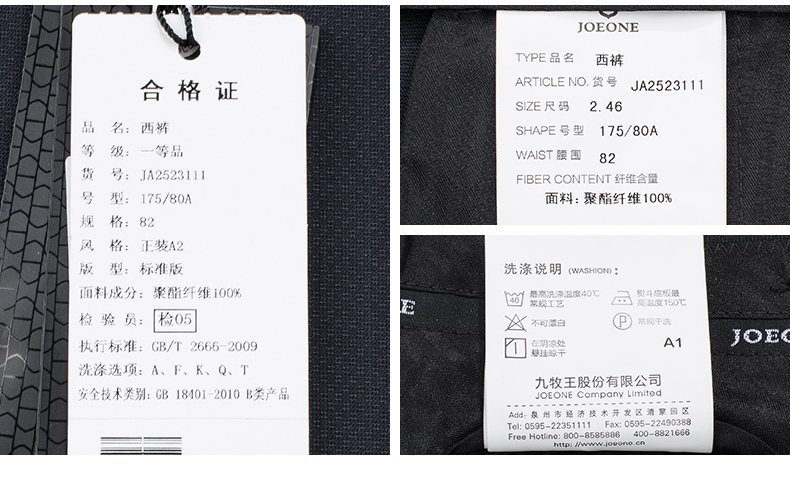 合格证
品 名：西裤
等 级：一等品
货 号：JA2523111
号 型：175/80A
规 格：82
风 格：正装A2
版 型：标准版
面料成分：聚酯纤维100%
检 验 员：检05
执行标准：GB/T 2666-2009
洗涤选项：A、F、K、Q、T
安全技术类别：GB 18401-2010 B类产品
JOEONE
TYPE 品名 西裤
ARTICLE NO. 货号 JA2523111
SIZE 尺码 2.46
SHAPE 号型 175/80A
WAIST 腰围 82
FIBER CONTENT 纤维含量
面料：聚酯纤维100%
洗涤说明 (WASHION)：
40 最高洗涤温度40℃
常规工艺
熨斗底板最
高温度150℃
不可漂白
P 常规干洗
在阴凉处
悬挂晾干
A1
九牧王股份有限公司
JOEONE Company Limited
Add: 泉州市经济技术开发区清蒙园区
Tel: 0595-22351111 Fax: 0595-22490388
Free Hotline: 800-8585886 400-8821666
http://www.joeone.cn
E
JOEO